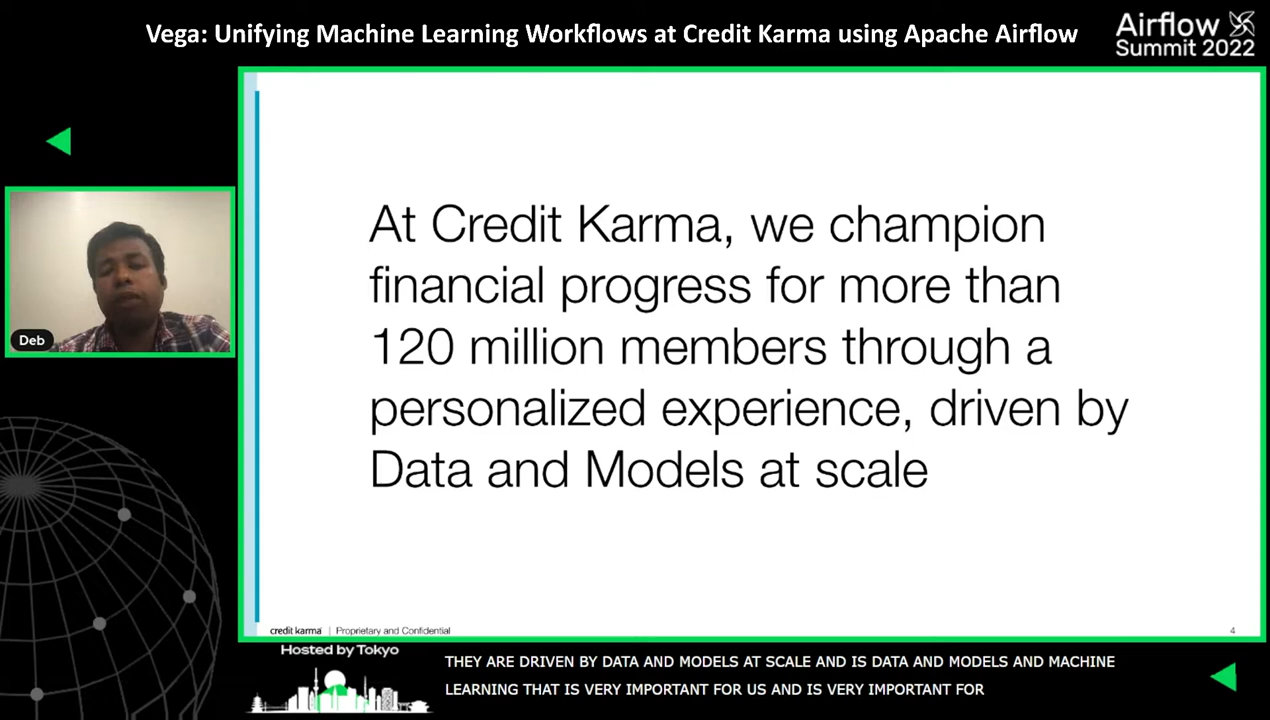 Vega: Unifying Machine Learning Workflows at Credit Karma using Apache Airflow
Airflow
Summit 2022
Deb
At Credit Karma, we champion
financial progress for more than
120 million members through a
personalized experience, driven by
Data and Models at scale
credit karma | Proprietary and Confidential
4
Hosted by Tokyo
THEY ARE DRIVEN BY DATA AND MODELS AT SCALE AND IS DATA AND MODELS AND MACHINE
LEARNING THAT IS VERY IMPORTANT FOR US AND IS VERY IMPORTANT FOR